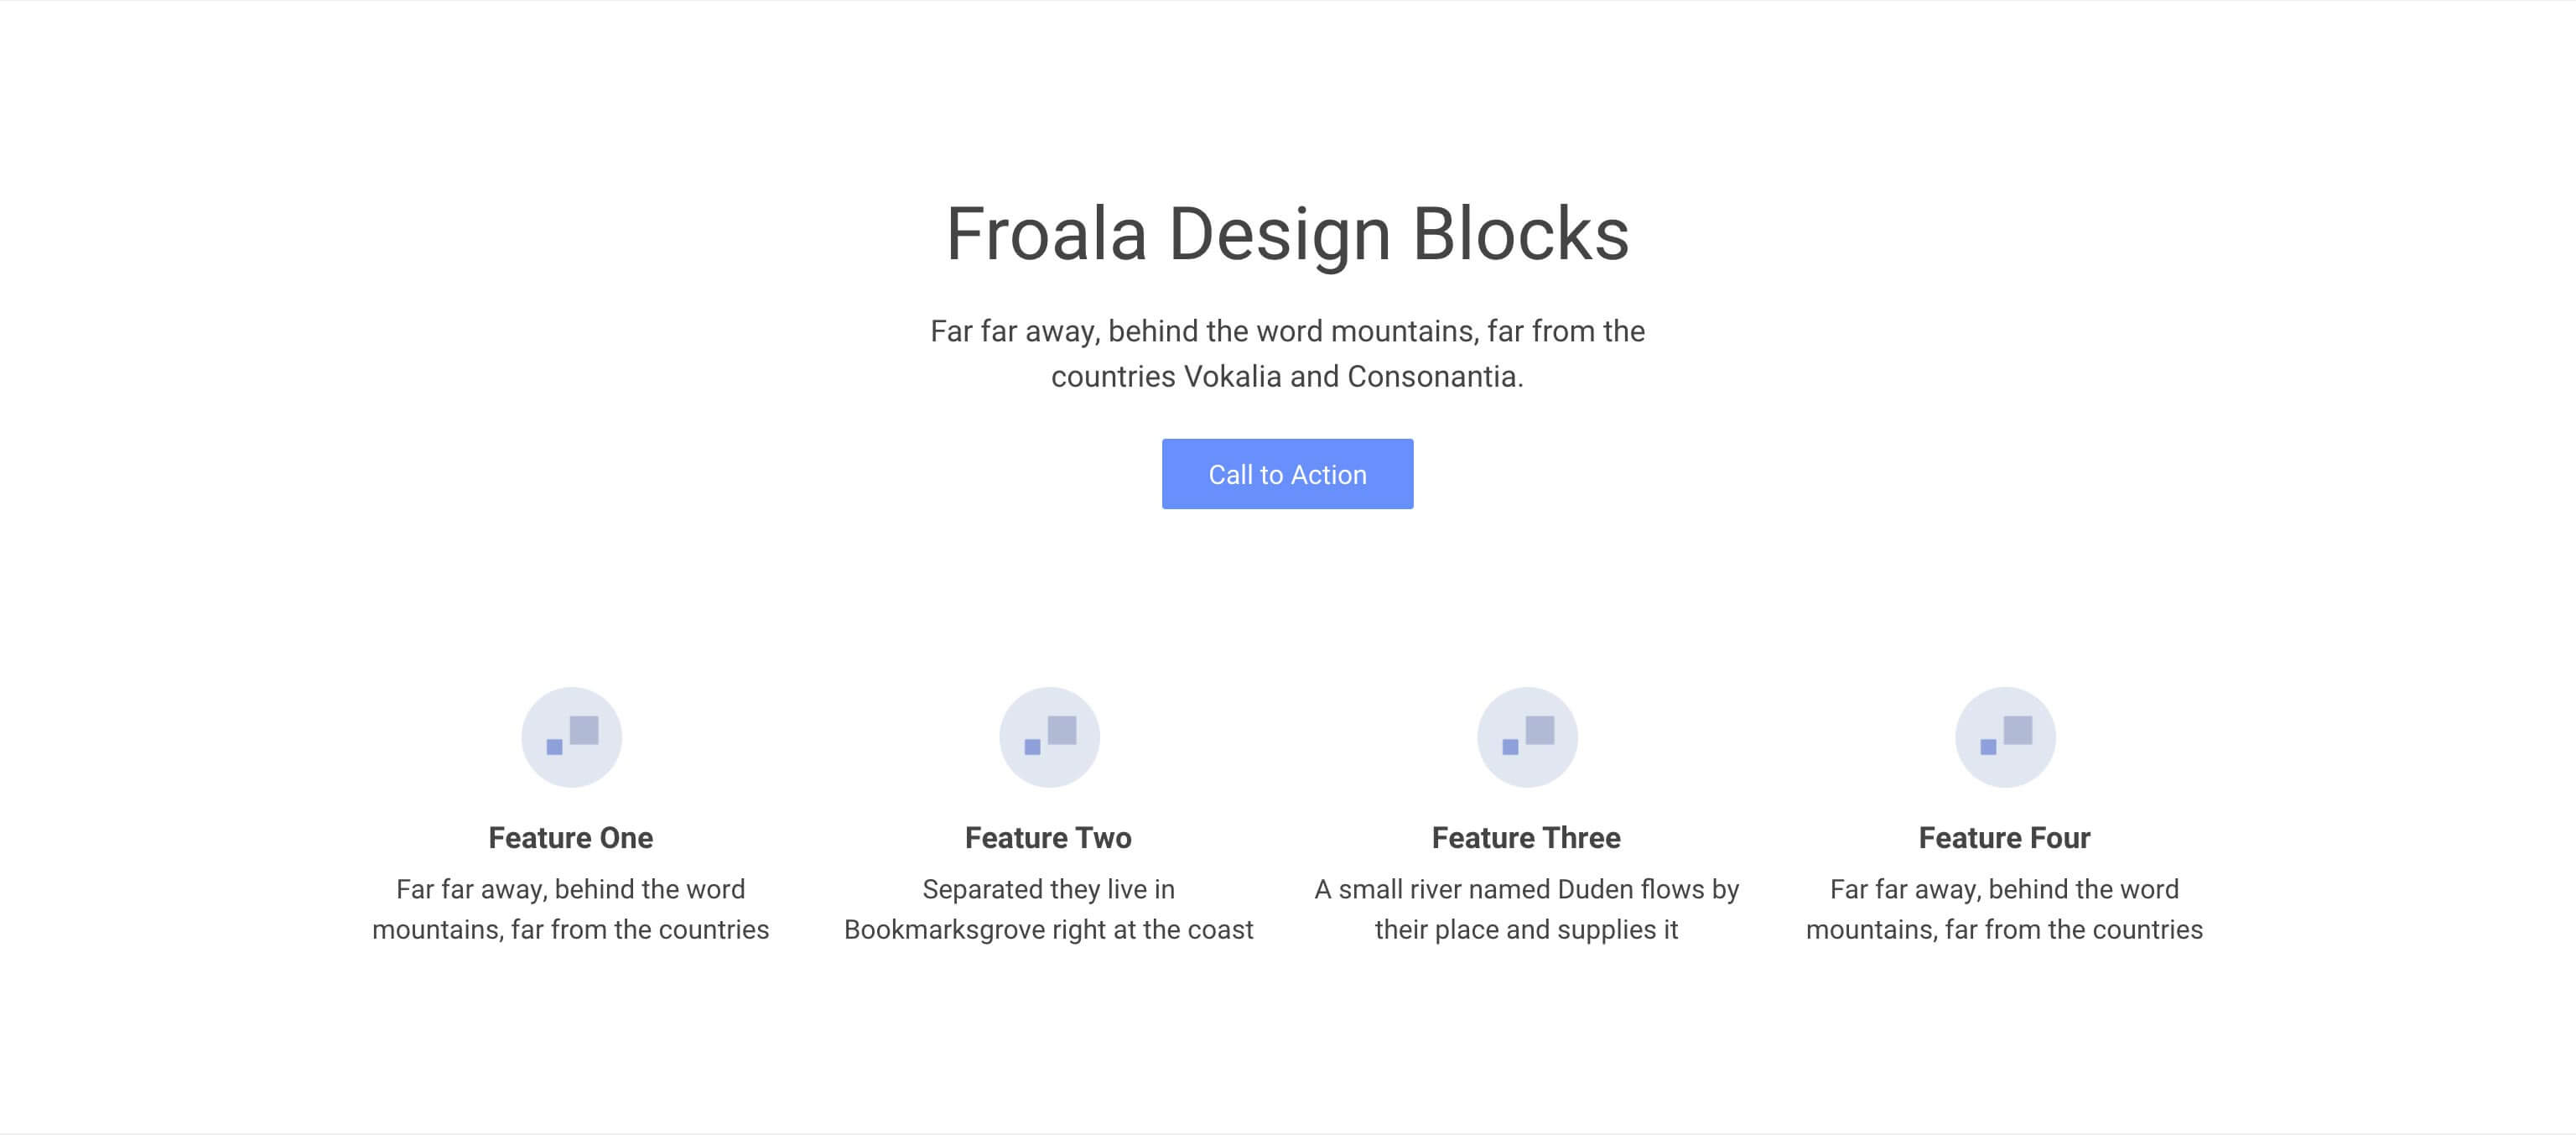 Froala Design Blocks
Far far away, behind the word mountains, far from the
countries Vokalia and Consonantia.
Call to Action
Feature One
Far far away, behind the word
mountains, far from the countries
Feature Two
Separated they live in
Bookmarksgrove right at the coast
Feature Three
A small river named Duden flows by
their place and supplies it
Feature Four
Far far away, behind the word
mountains, far from the countries